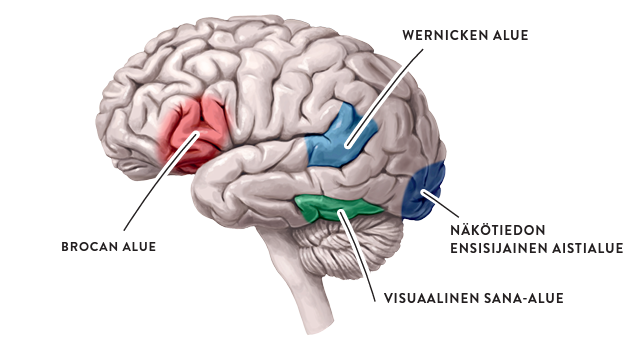 WERNICKEN ALUE
BROCAN ALUE
NÄKÖTIEDON
ENSISIJAINEN AISTIALUE
VISUAALINEN SANA-ALUE